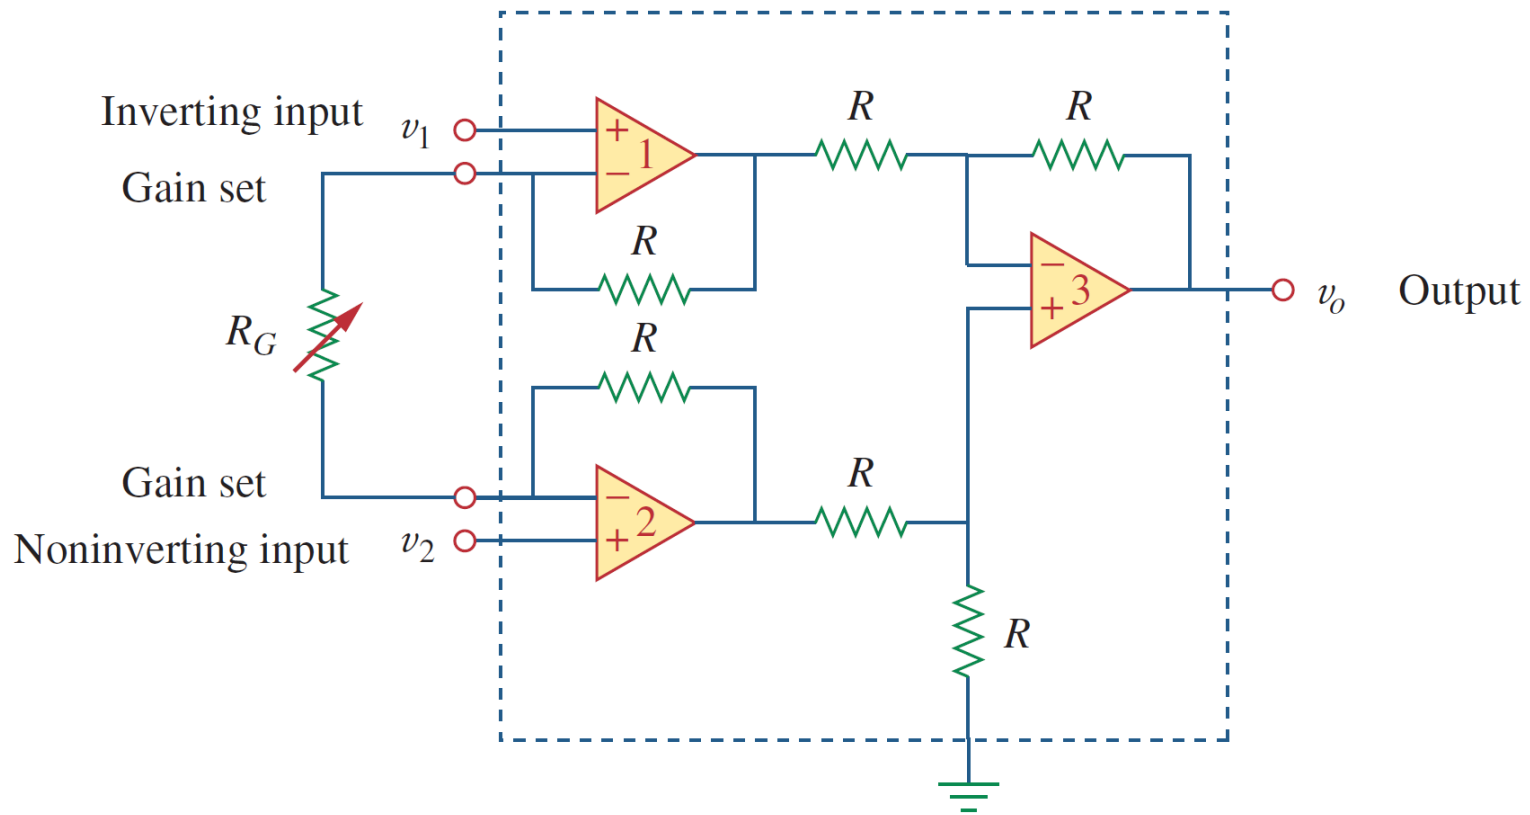 Inverting input v1 + 1 R R
Gain set −
R
− 3 + vo Output
RG
R
Gain set − 2 R
Noninverting input v2 +
R